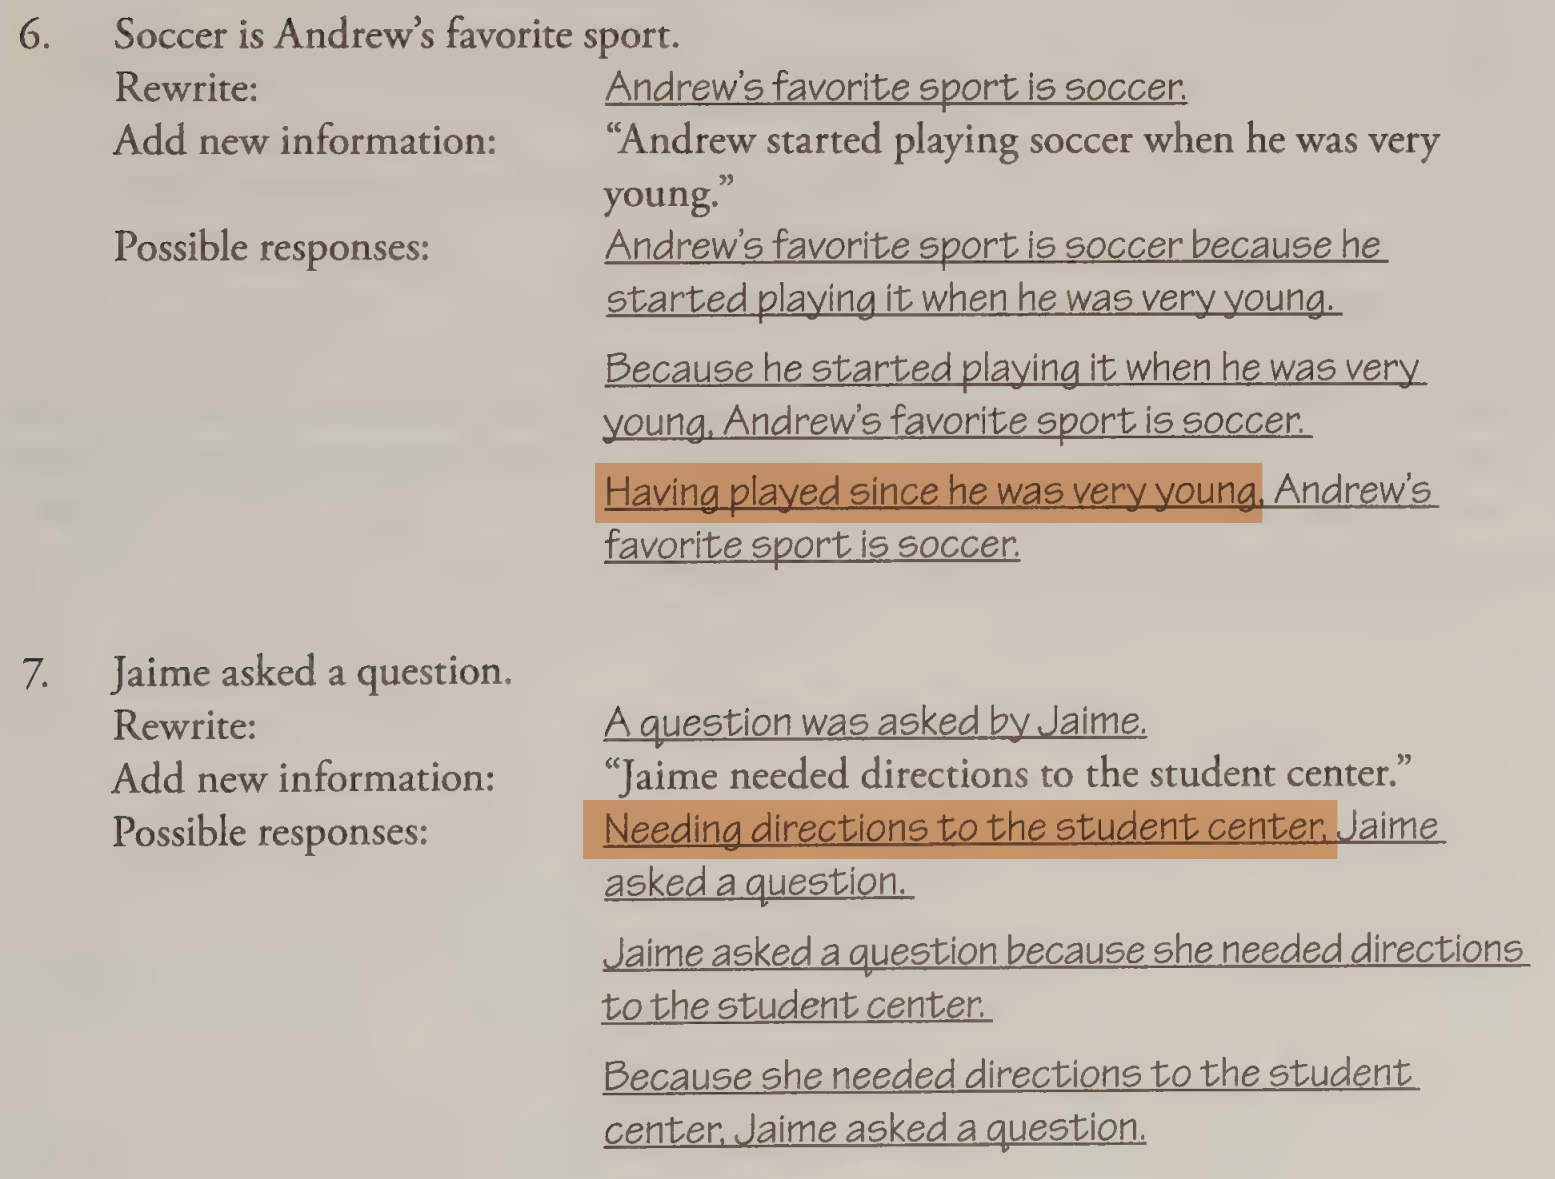 6. Soccer is Andrew's favorite sport.
Rewrite: Andrew's favorite sport is soccer.
Add new information: “Andrew started playing soccer when he was very
young.”
Possible responses: Andrew's favorite sport is soccer because he
started playing it when he was very young.
Because he started playing it when he was very
young, Andrew's favorite sport is soccer.
Having played since he was very young, Andrew's
favorite sport is soccer.
7. Jaime asked a question.
Rewrite: A question was asked by Jaime.
Add new information: “Jaime needed directions to the student center.”
Possible responses: Needing directions to the student center, Jaime
asked a question.
Jaime asked a question because she needed directions
to the student center.
Because she needed directions to the student
center, Jaime asked a question.